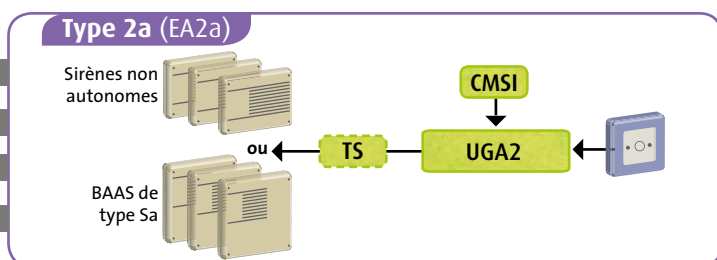 Type 2a (EA2a)
Sirènes non
autonomes
CMSI
ou
TS
UGA2
BAAS de
type Sa